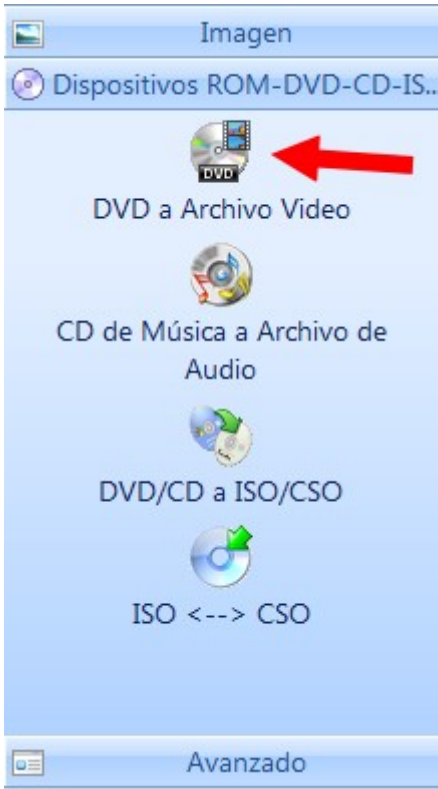 Imagen
Dispositivos ROM-DVD-CD-IS..
DVD
DVD a Archivo Video
CD de Música a Archivo de
Audio
DVD/CD a ISO/CSO
ISO <--> CSO
Avanzado